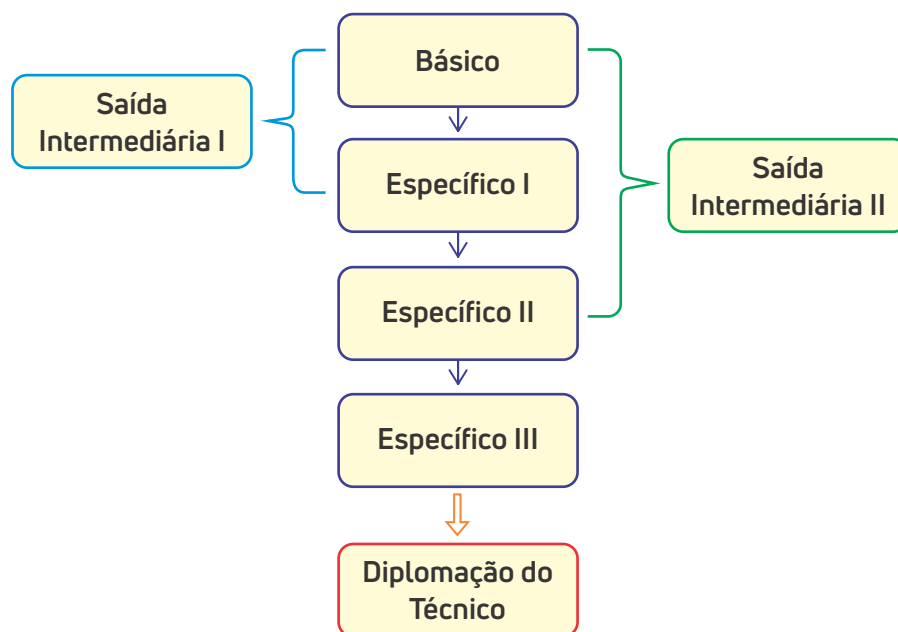 Básico
Saída
Intermediária I
Específico I
Saída
Intermediária II
Específico II
Específico III
Diplomação do
Técnico